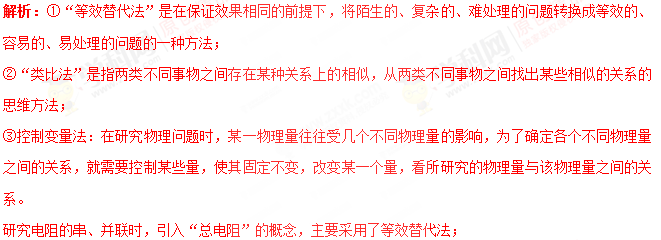 解析：①“等效替代法”是在保证效果相同的前提下，将陌生的、复杂的、难处理的问题转换成等效的、
容易的、易处理的问题的一种方法；
②“类比法”是指两类不同事物之间存在某种关系上的相似，从两类不同事物之间找出某些相似的关系的
思维方法；
③控制变量法：在研究物理问题时，某一物理量往往受几个不同物理量的影响，为了确定各个不同物理量
之间的关系，就需要控制某些量，使其固定不变，改变某一个量，看所研究的物理量与该物理量之间的关
系。
研究电阻的串、并联时，引入“总电阻”的概念，主要采用了等效替代法；